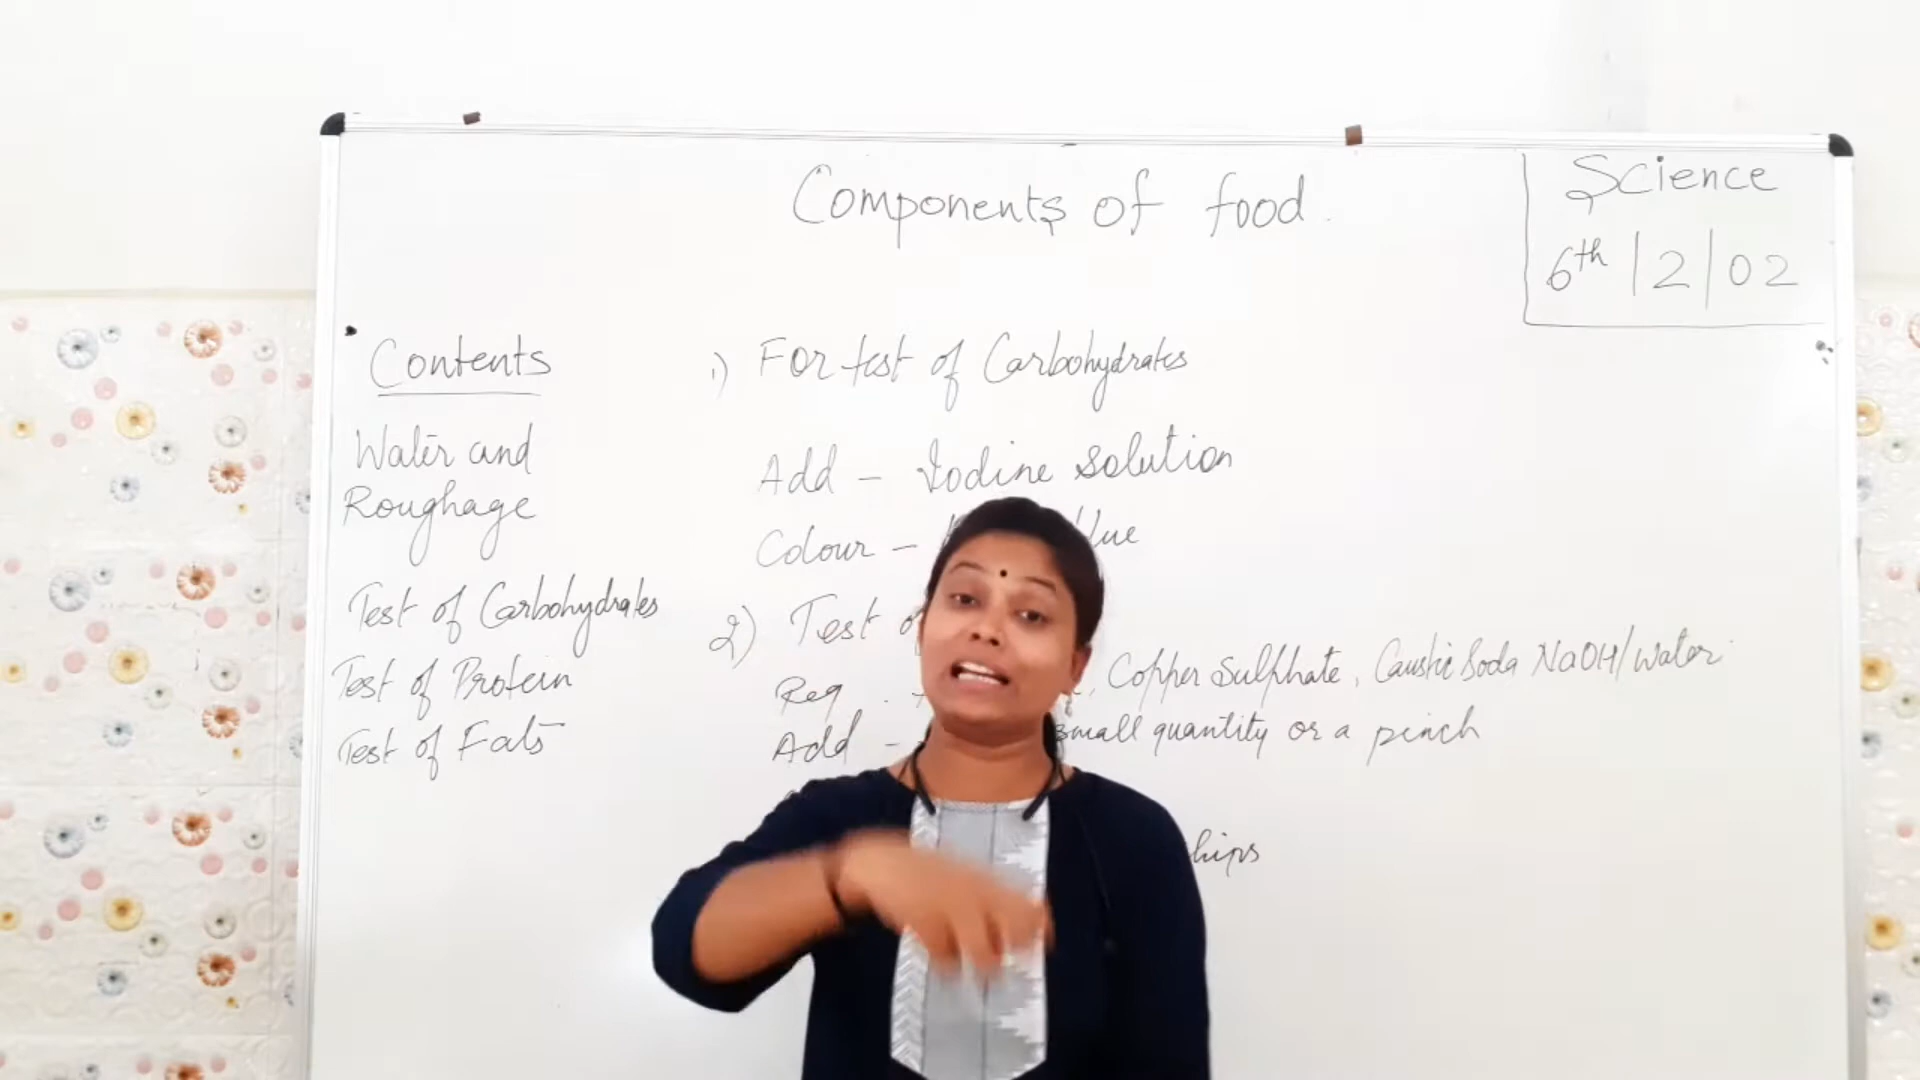 Components of food.
Science
6th /2/02
Contents
Water and
Roughage
Test of Carbohydrates
Test of Protein
Test of Fats
1) For test of Carbohydrates
Add - Iodine solution
Colour -
2) Test
Req . Copper Sulphate, Caustic Soda NaOH/Water
Add - small quantity or a pinch